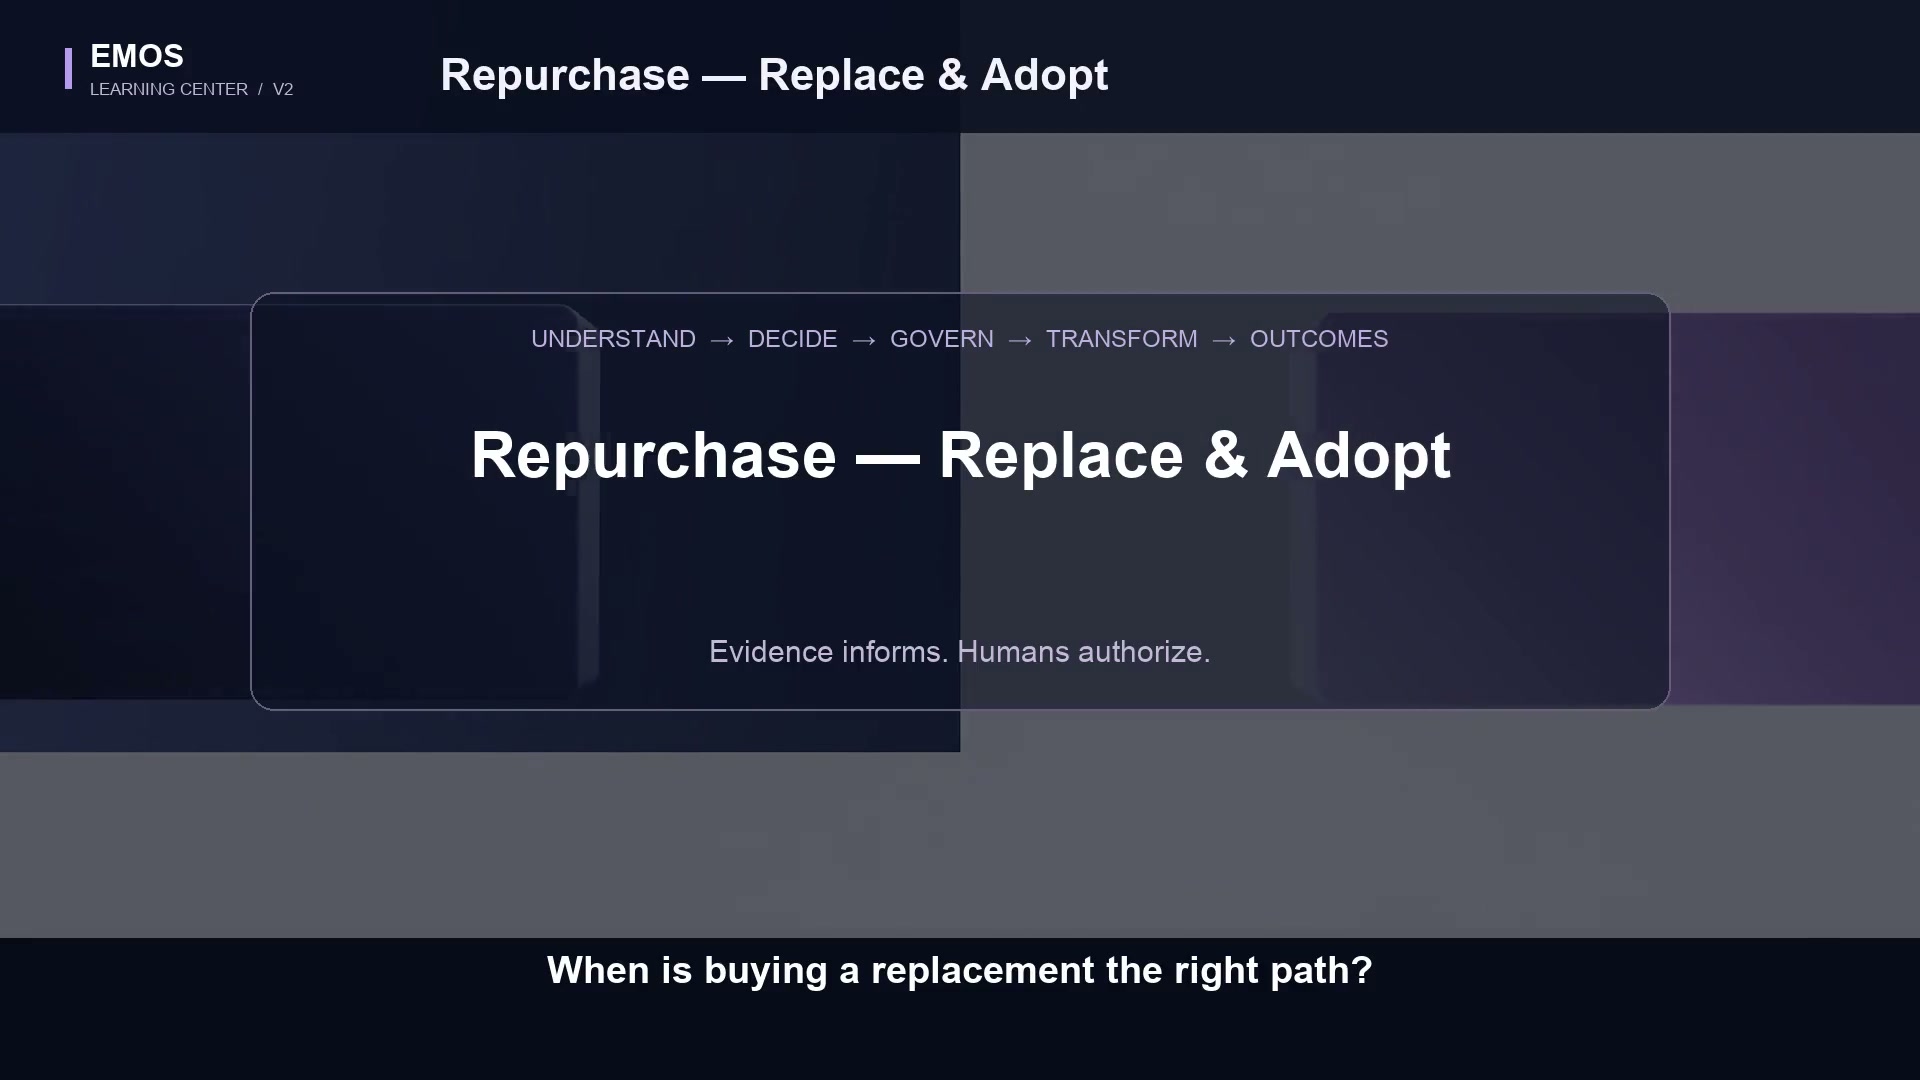 EMOS
LEARNING CENTER / V2
Repurchase — Replace & Adopt
UNDERSTAND → DECIDE → GOVERN → TRANSFORM → OUTCOMES
Repurchase — Replace & Adopt
Evidence informs. Humans authorize.
When is buying a replacement the right path?